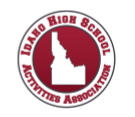 IDAHO HIGH SCHOOL
ACTIVITIES ASSOCIATION